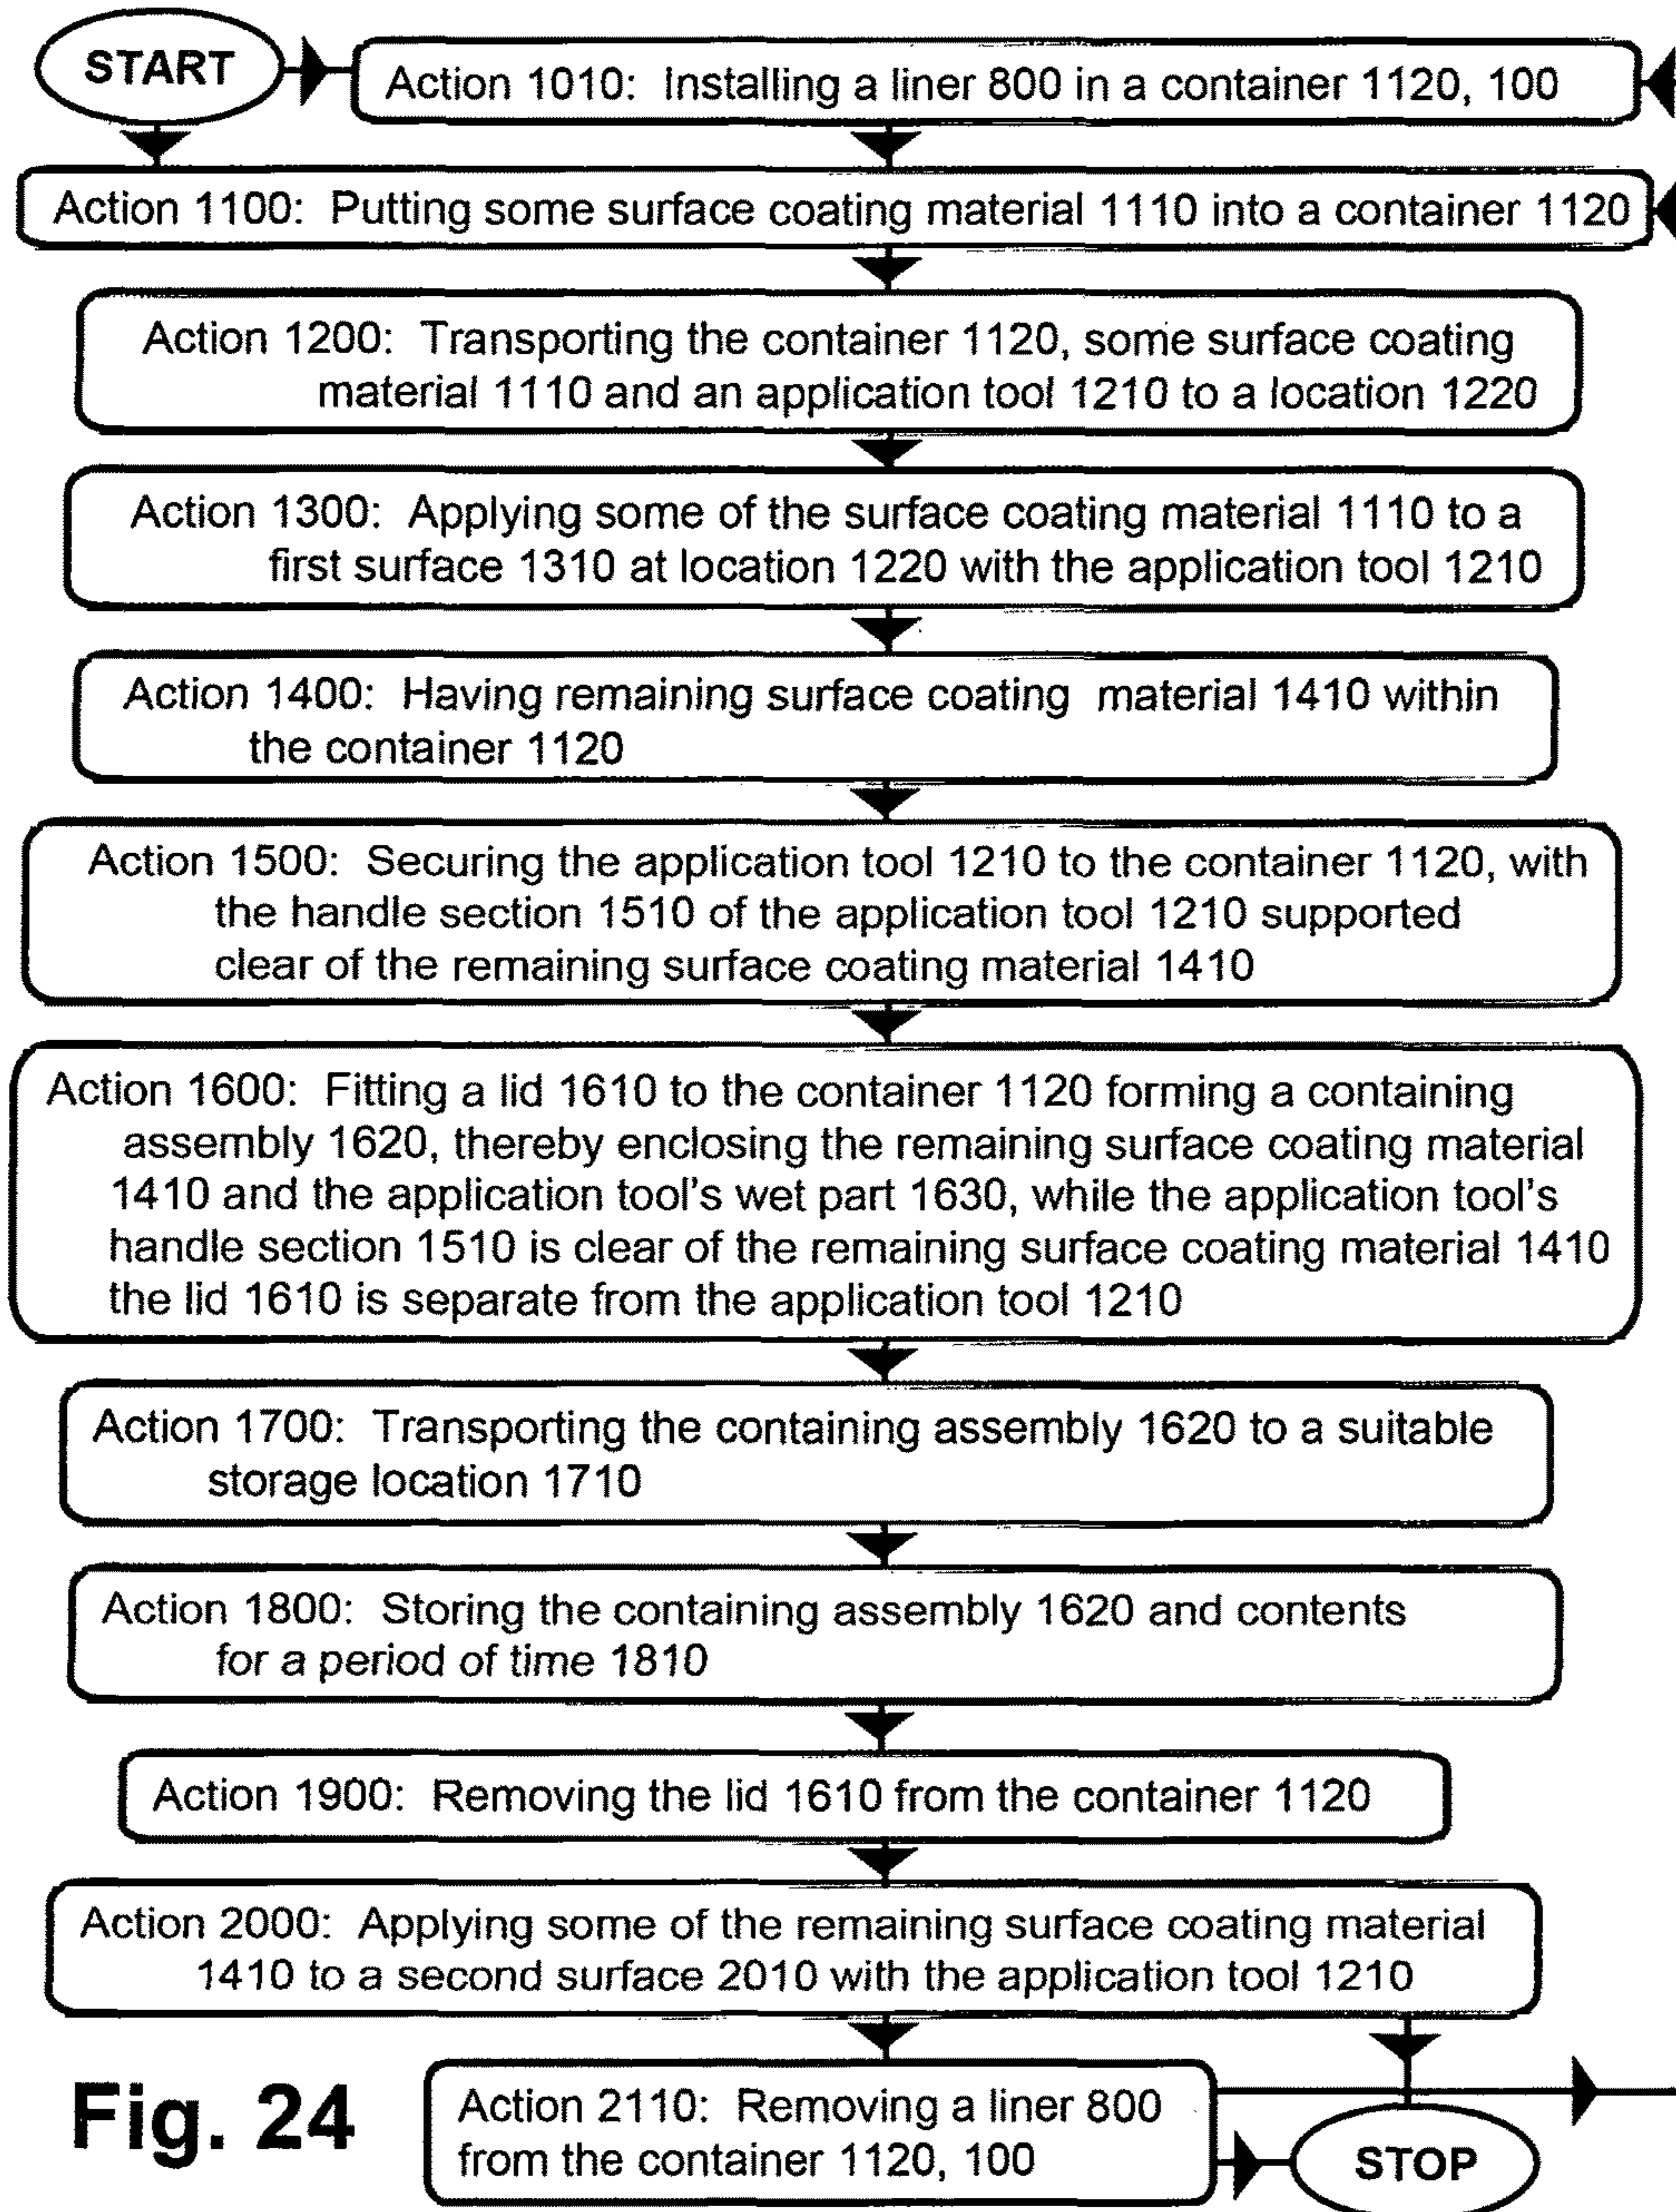 START
Action 1010: Installing a liner 800 in a container 1120, 100
Action 1100: Putting some surface coating material 1110 into a container 1120
Action 1200: Transporting the container 1120, some surface coating
material 1110 and an application tool 1210 to a location 1220
Action 1300: Applying some of the surface coating material 1110 to a
first surface 1310 at location 1220 with the application tool 1210
Action 1400: Having remaining surface coating material 1410 within
the container 1120
Action 1500: Securing the application tool 1210 to the container 1120, with
the handle section 1510 of the application tool 1210 supported
clear of the remaining surface coating material 1410
Action 1600: Fitting a lid 1610 to the container 1120 forming a containing
assembly 1620, thereby enclosing the remaining surface coating material
1410 and the application tool's wet part 1630, while the application tool's
handle section 1510 is clear of the remaining surface coating material 1410
the lid 1610 is separate from the application tool 1210
Action 1700: Transporting the containing assembly 1620 to a suitable
storage location 1710
Action 1800: Storing the containing assembly 1620 and contents
for a period of time 1810
Action 1900: Removing the lid 1610 from the container 1120
Action 2000: Applying some of the remaining surface coating material
1410 to a second surface 2010 with the application tool 1210
Fig. 24
Action 2110: Removing a liner 800
from the container 1120, 100
STOP